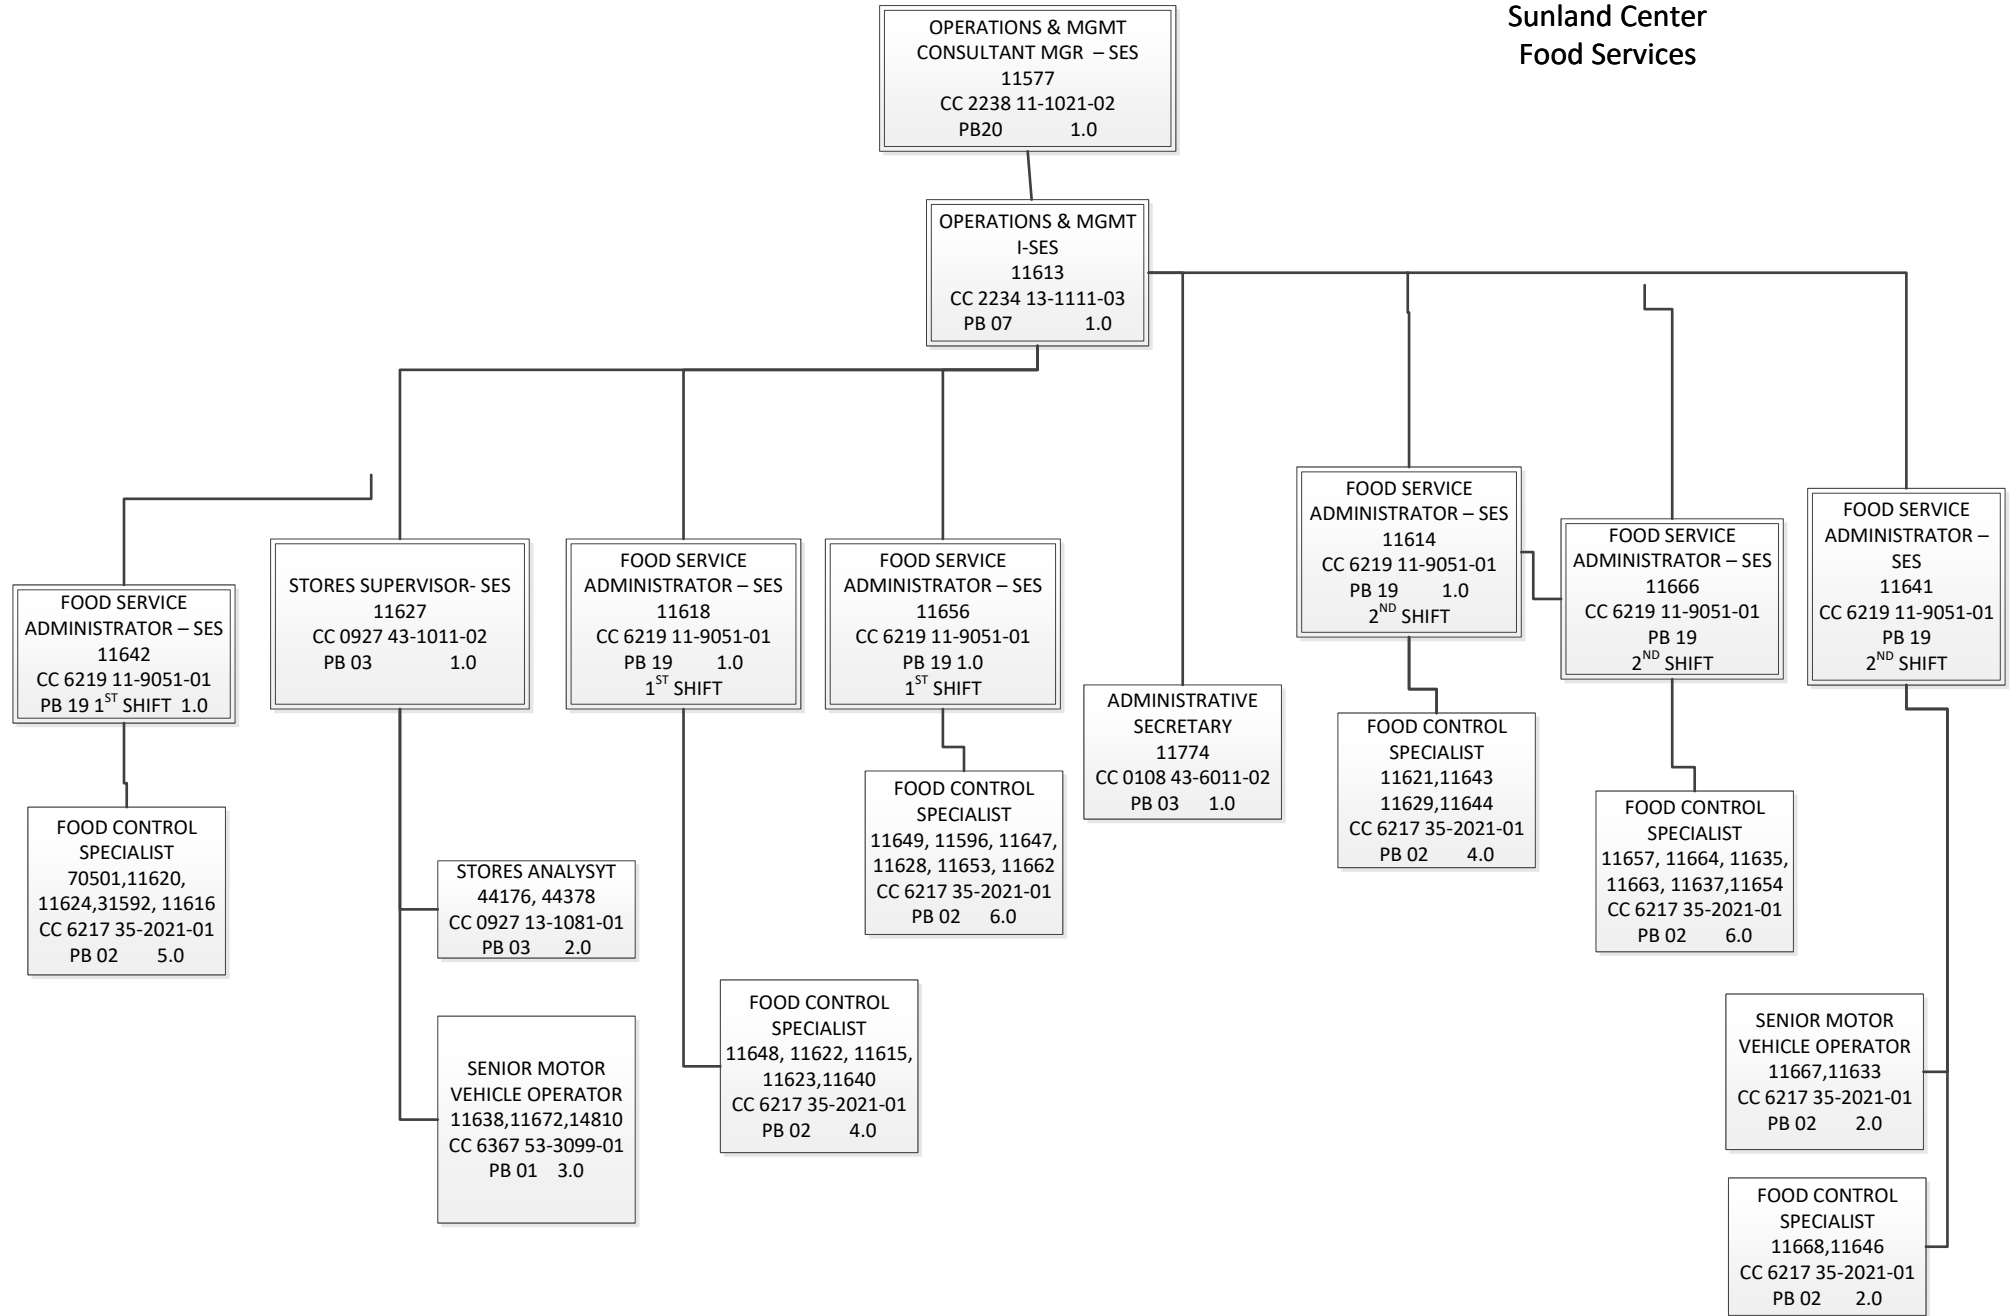 Sunland Center
Food Services
OPERATIONS & MGMT
CONSULTANT MGR – SES
11577
CC 2238 11-1021-02
PB20 1.0
OPERATIONS & MGMT
I-SES
11613
CC 2234 13-1111-03
PB 07 1.0
FOOD SERVICE
ADMINISTRATOR – SES
11642
CC 6219 11-9051-01
PB 19 1ST SHIFT 1.0
STORES SUPERVISOR- SES
11627
CC 0927 43-1011-02
PB 03 1.0
FOOD SERVICE
ADMINISTRATOR – SES
11618
CC 6219 11-9051-01
PB 19 1.0
1ST SHIFT
FOOD SERVICE
ADMINISTRATOR – SES
11656
CC 6219 11-9051-01
PB 19 1.0
1ST SHIFT
ADMINISTRATIVE
SECRETARY
11774
CC 0108 43-6011-02
PB 03 1.0
FOOD SERVICE
ADMINISTRATOR – SES
11614
CC 6219 11-9051-01
PB 19 1.0
2ND SHIFT
FOOD SERVICE
ADMINISTRATOR – SES
11666
CC 6219 11-9051-01
PB 19
2ND SHIFT
FOOD SERVICE
ADMINISTRATOR –
SES
11641
CC 6219 11-9051-01
PB 19
2ND SHIFT
FOOD CONTROL
SPECIALIST
70501,11620,
11624,31592, 11616
CC 6217 35-2021-01
PB 02 5.0
STORES ANALYSYT
44176, 44378
CC 0927 13-1081-01
PB 03 2.0
SENIOR MOTOR
VEHICLE OPERATOR
11638,11672,14810
CC 6367 53-3099-01
PB 01 3.0
FOOD CONTROL
SPECIALIST
11648, 11622, 11615,
11623,11640
CC 6217 35-2021-01
PB 02 4.0
FOOD CONTROL
SPECIALIST
11649, 11596, 11647,
11628, 11653, 11662
CC 6217 35-2021-01
PB 02 6.0
FOOD CONTROL
SPECIALIST
11621,11643
11629,11644
CC 6217 35-2021-01
PB 02 4.0
FOOD CONTROL
SPECIALIST
11657, 11664, 11635,
11663, 11637,11654
CC 6217 35-2021-01
PB 02 6.0
SENIOR MOTOR
VEHICLE OPERATOR
11667,11633
CC 6217 35-2021-01
PB 02 2.0
FOOD CONTROL
SPECIALIST
11668,11646
CC 6217 35-2021-01
PB 02 2.0